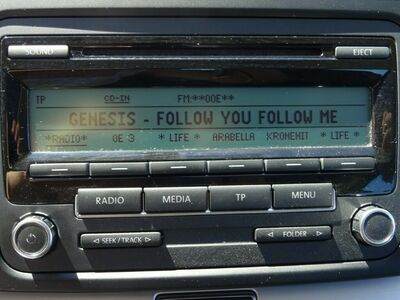 SOUND EJECT
TP CD-IN FM:**OOE**
GENESIS - FOLLOW YOU FOLLOW ME
*RADIO* OE 3 * LIFE * ARABELLA KRONEHIT * LIFE *
RADIO MEDIA TP MENU
◁ SEEK / TRACK ▷ ◁ FOLDER ▷